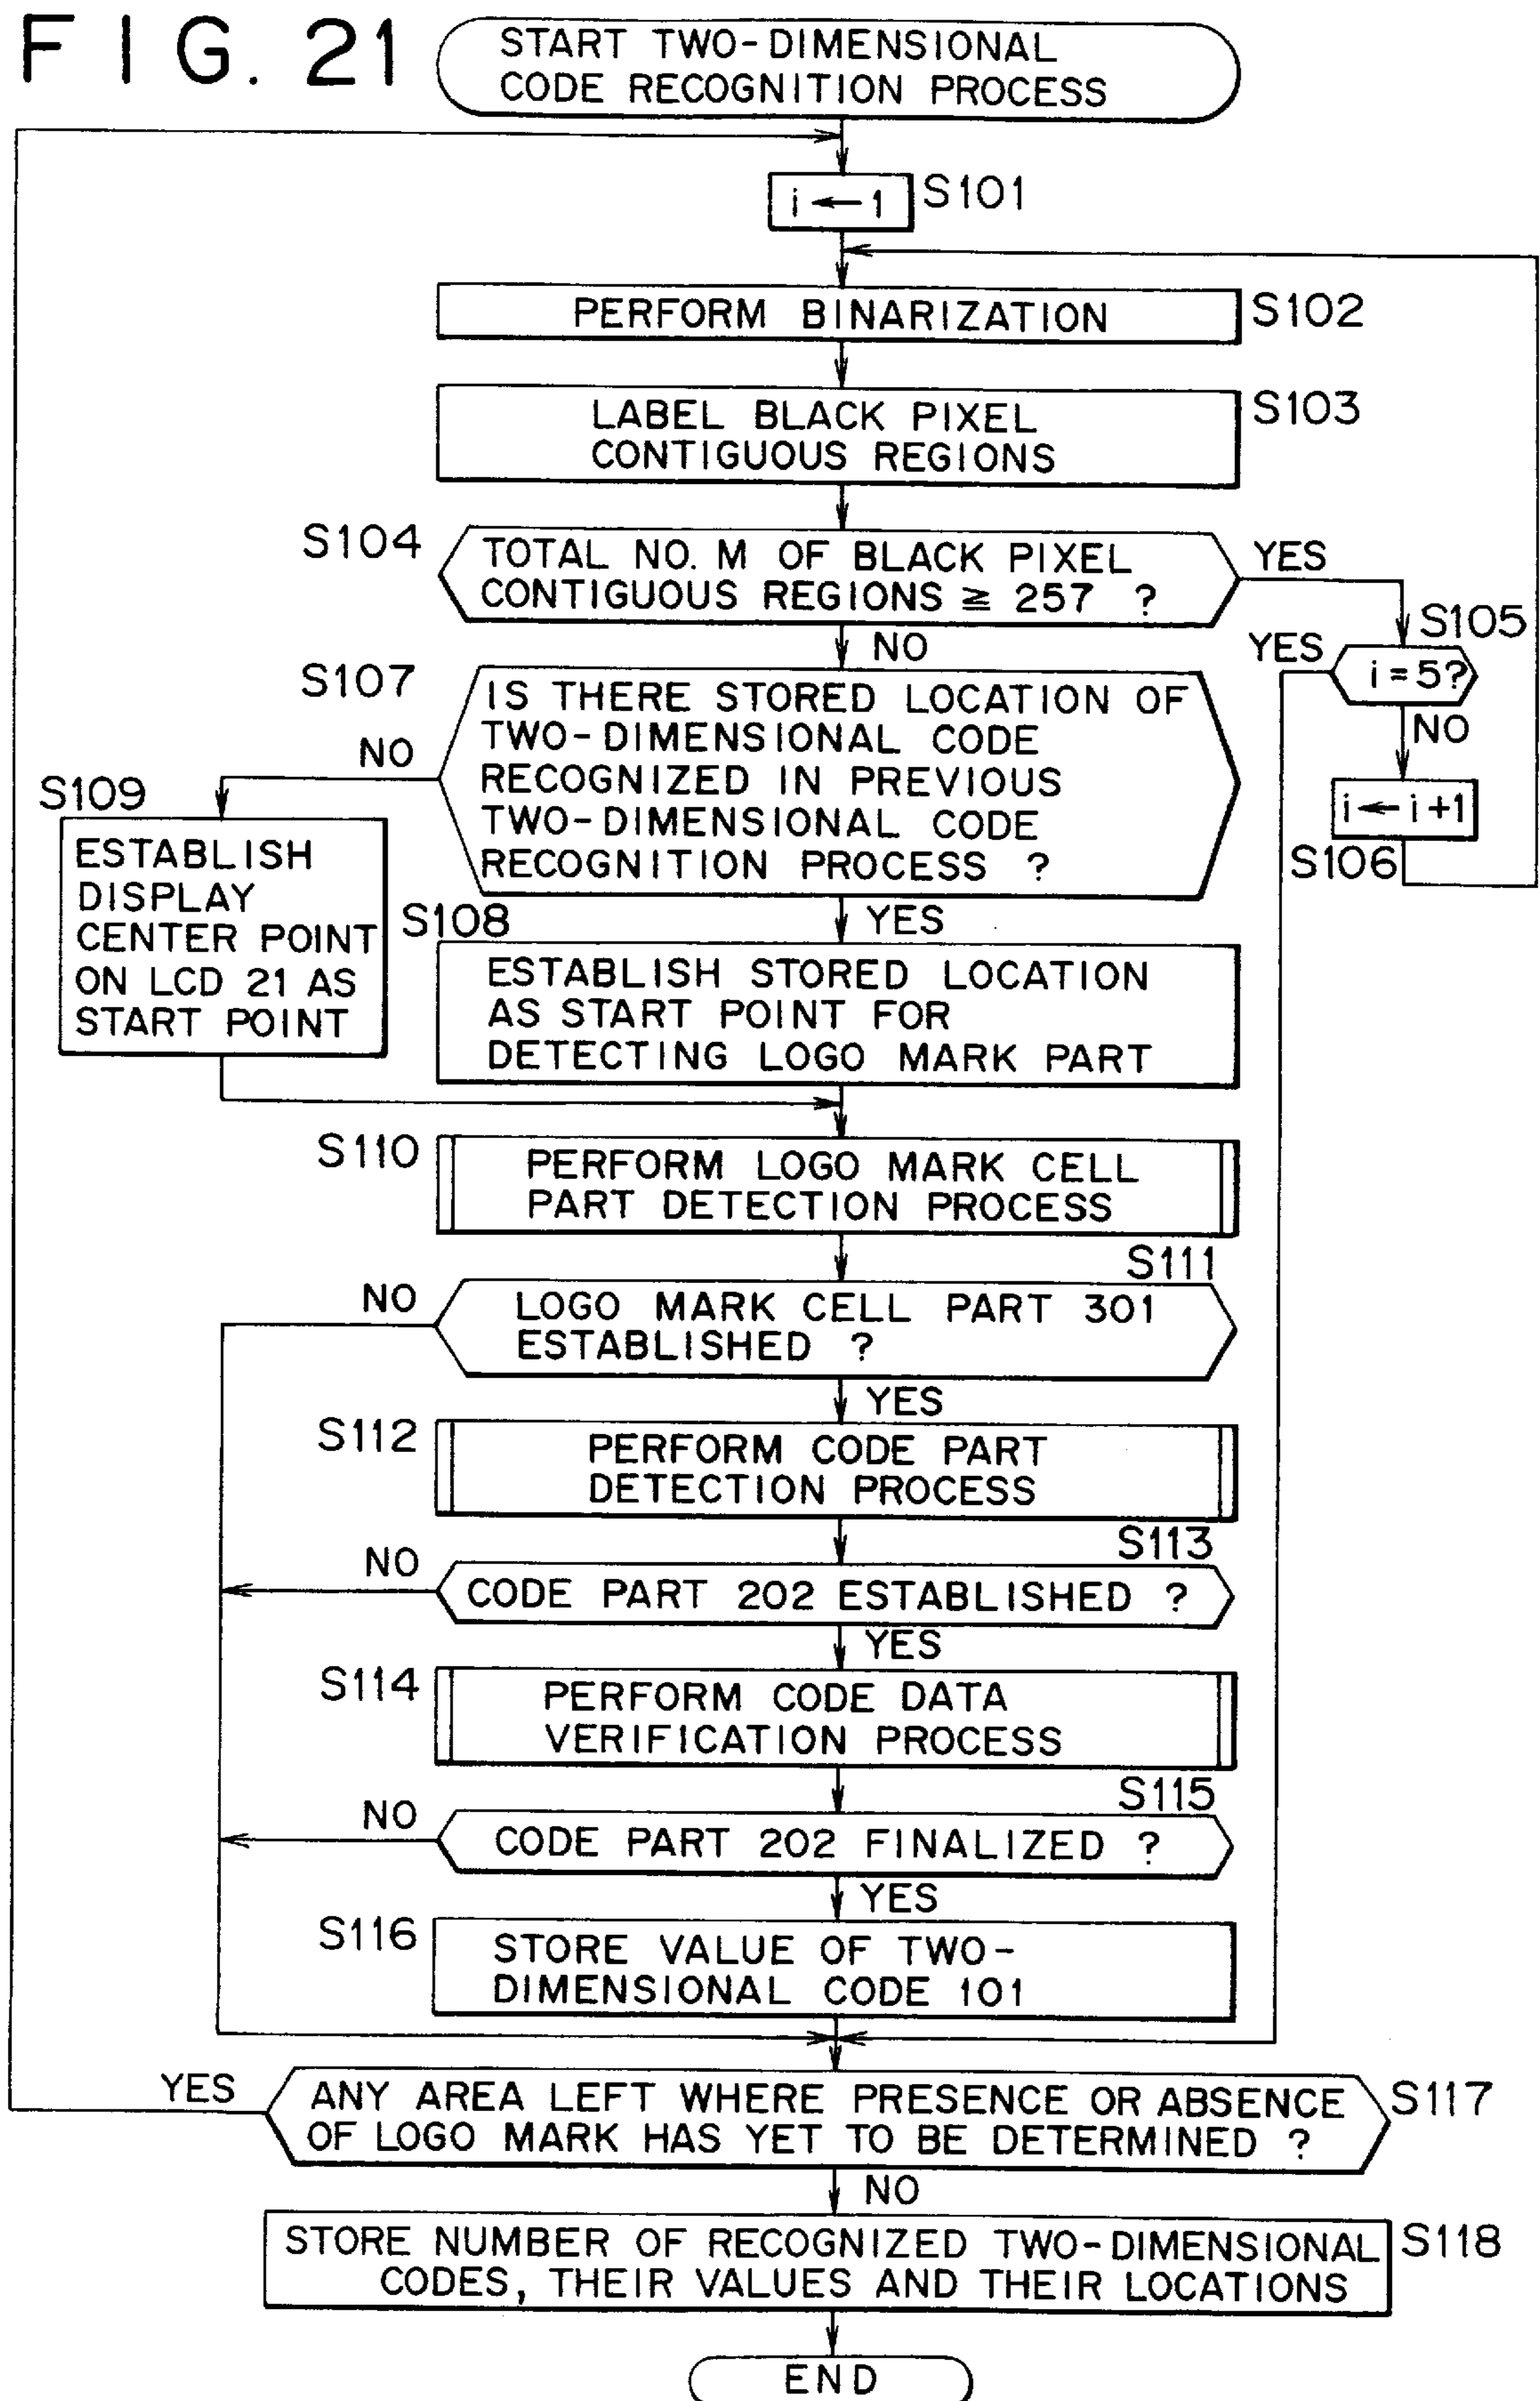 FIG. 21
START TWO-DIMENSIONAL
CODE RECOGNITION PROCESS
i ← 1
S101
PERFORM BINARIZATION
S102
LABEL BLACK PIXEL
CONTIGUOUS REGIONS
S103
S104
TOTAL NO. M OF BLACK PIXEL
CONTIGUOUS REGIONS ≧ 257 ?
YES
NO
S105
YES
i = 5?
NO
i ← i+1
S106
S107
IS THERE STORED LOCATION OF
TWO-DIMENSIONAL CODE
RECOGNIZED IN PREVIOUS
TWO-DIMENSIONAL CODE
RECOGNITION PROCESS ?
NO
YES
S109
ESTABLISH
DISPLAY
CENTER POINT
ON LCD 21 AS
START POINT
S108
ESTABLISH STORED LOCATION
AS START POINT FOR
DETECTING LOGO MARK PART
S110
PERFORM LOGO MARK CELL
PART DETECTION PROCESS
S111
NO
LOGO MARK CELL PART 301
ESTABLISHED ?
YES
S112
PERFORM CODE PART
DETECTION PROCESS
S113
NO
CODE PART 202 ESTABLISHED ?
YES
S114
PERFORM CODE DATA
VERIFICATION PROCESS
S115
NO
CODE PART 202 FINALIZED ?
YES
S116
STORE VALUE OF TWO-
DIMENSIONAL CODE 101
YES
ANY AREA LEFT WHERE PRESENCE OR ABSENCE
OF LOGO MARK HAS YET TO BE DETERMINED ?
S117
NO
STORE NUMBER OF RECOGNIZED TWO-DIMENSIONAL
CODES, THEIR VALUES AND THEIR LOCATIONS
S118
END